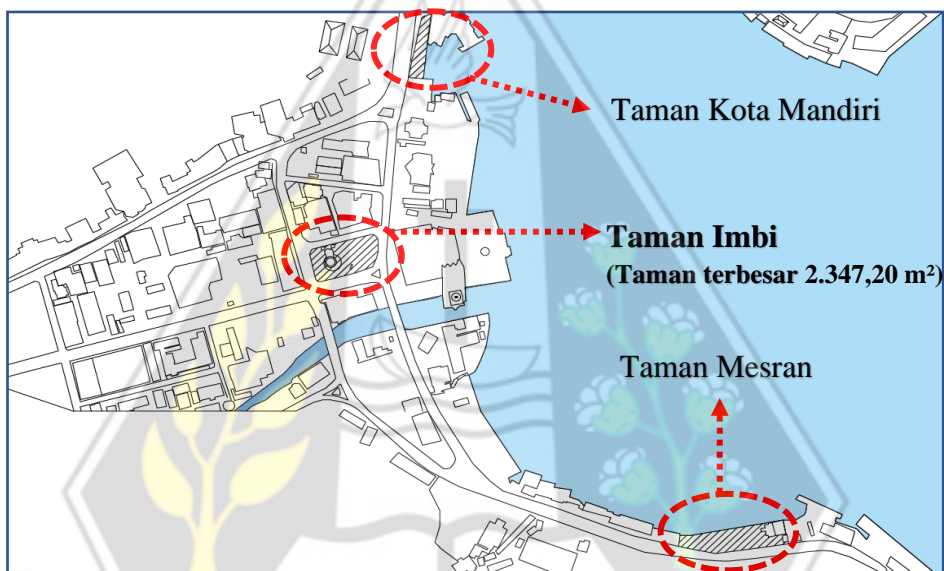 Taman Kota Mandiri
Taman Imbi
(Taman terbesar 2.347,20 m²)
Taman Mesran